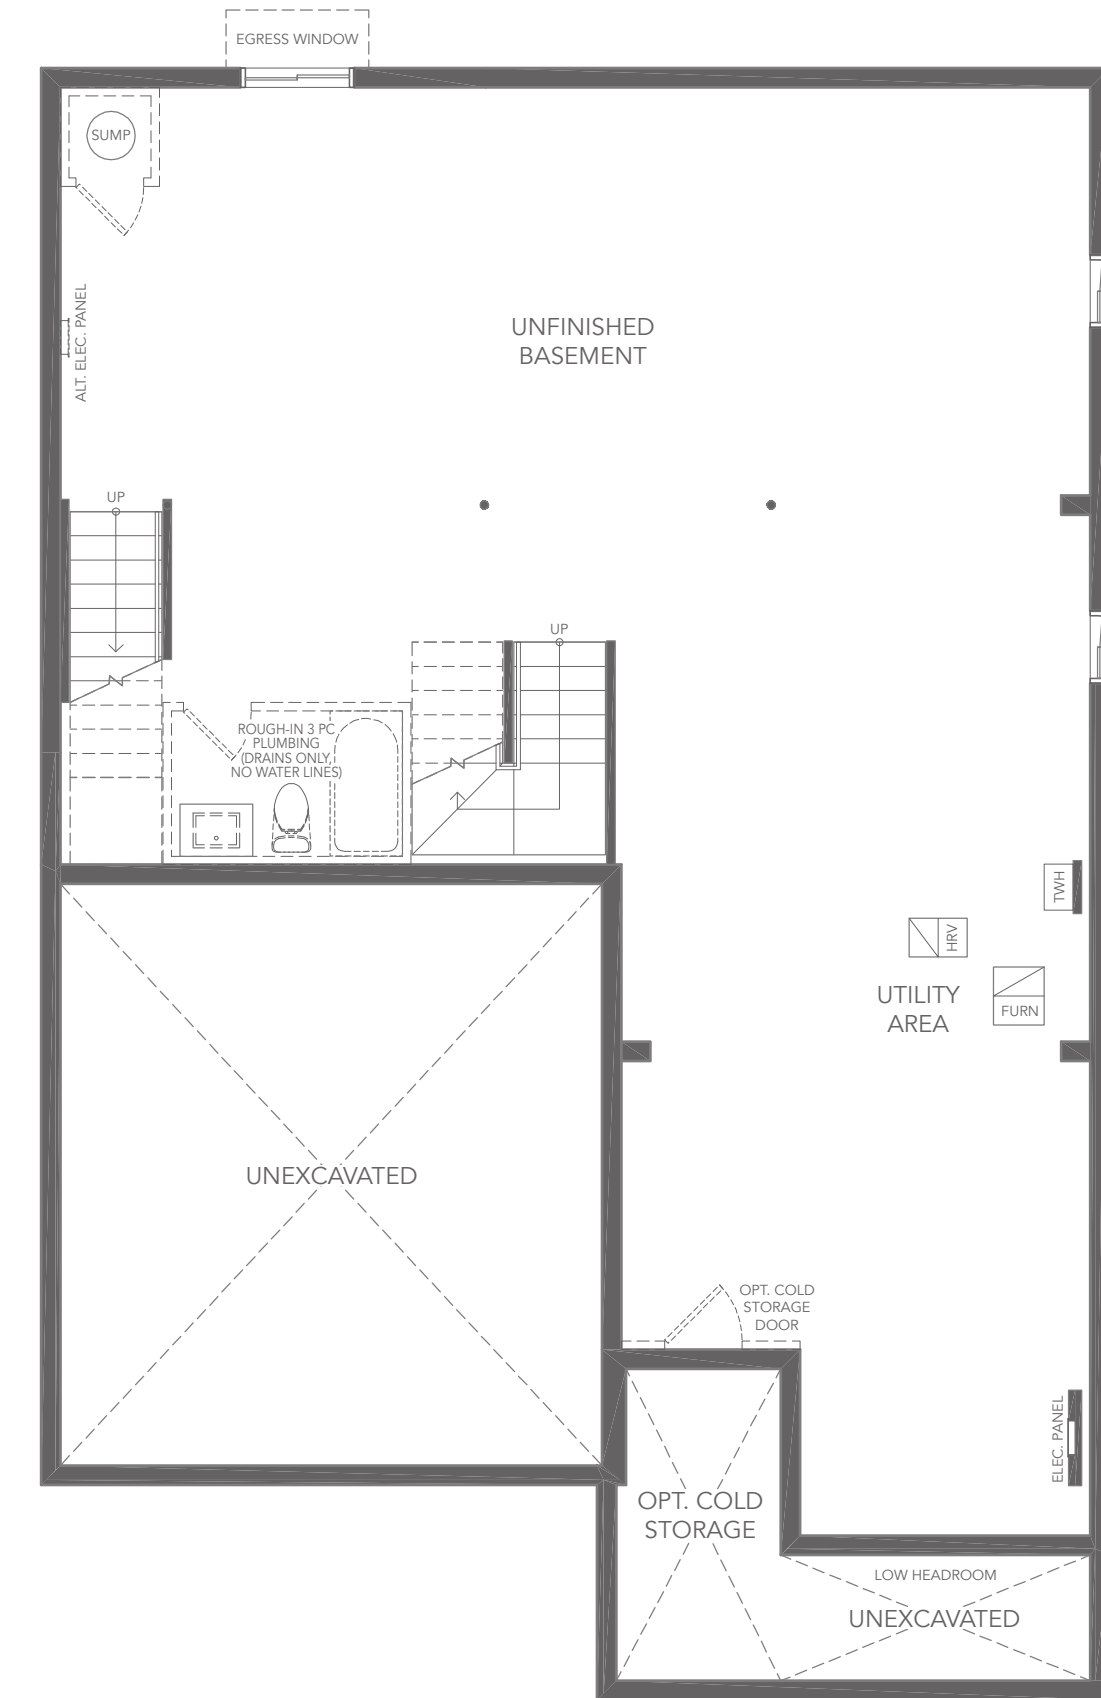 EGRESS WINDOW
SUMP
ALT. ELEC. PANEL
UNFINISHED
BASEMENT
UP
UP
ROUGH-IN 3 PC
PLUMBING
(DRAINS ONLY,
NO WATER LINES)
TWH
HRV
UTILITY
AREA
FURN
UNEXCAVATED
OPT. COLD
STORAGE
DOOR
ELEC. PANEL
OPT. COLD
STORAGE
LOW HEADROOM
UNEXCAVATED